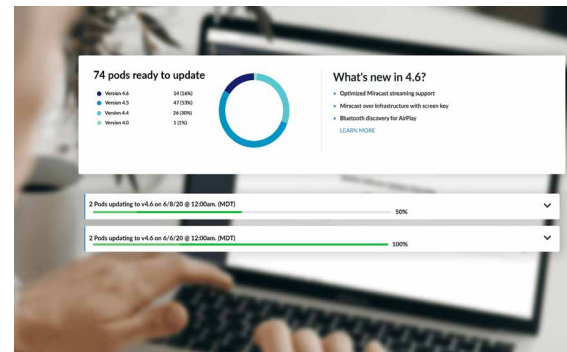 74 pods ready to update
Version 4.6 14 (16%)
Version 4.5 47 (53%)
Version 4.4 26 (30%)
Version 4.0 1 (1%)
What's new in 4.6?
Optimized Miracast streaming support
Miracast over Infrastructure with screen key
Bluetooth discovery for AirPlay
LEARN MORE
2 Pods updating to v4.6 on 6/8/20 @ 12:00am. (MDT)
50%
2 Pods updating to v4.6 on 6/6/20 @ 12:00am. (MDT)
100%